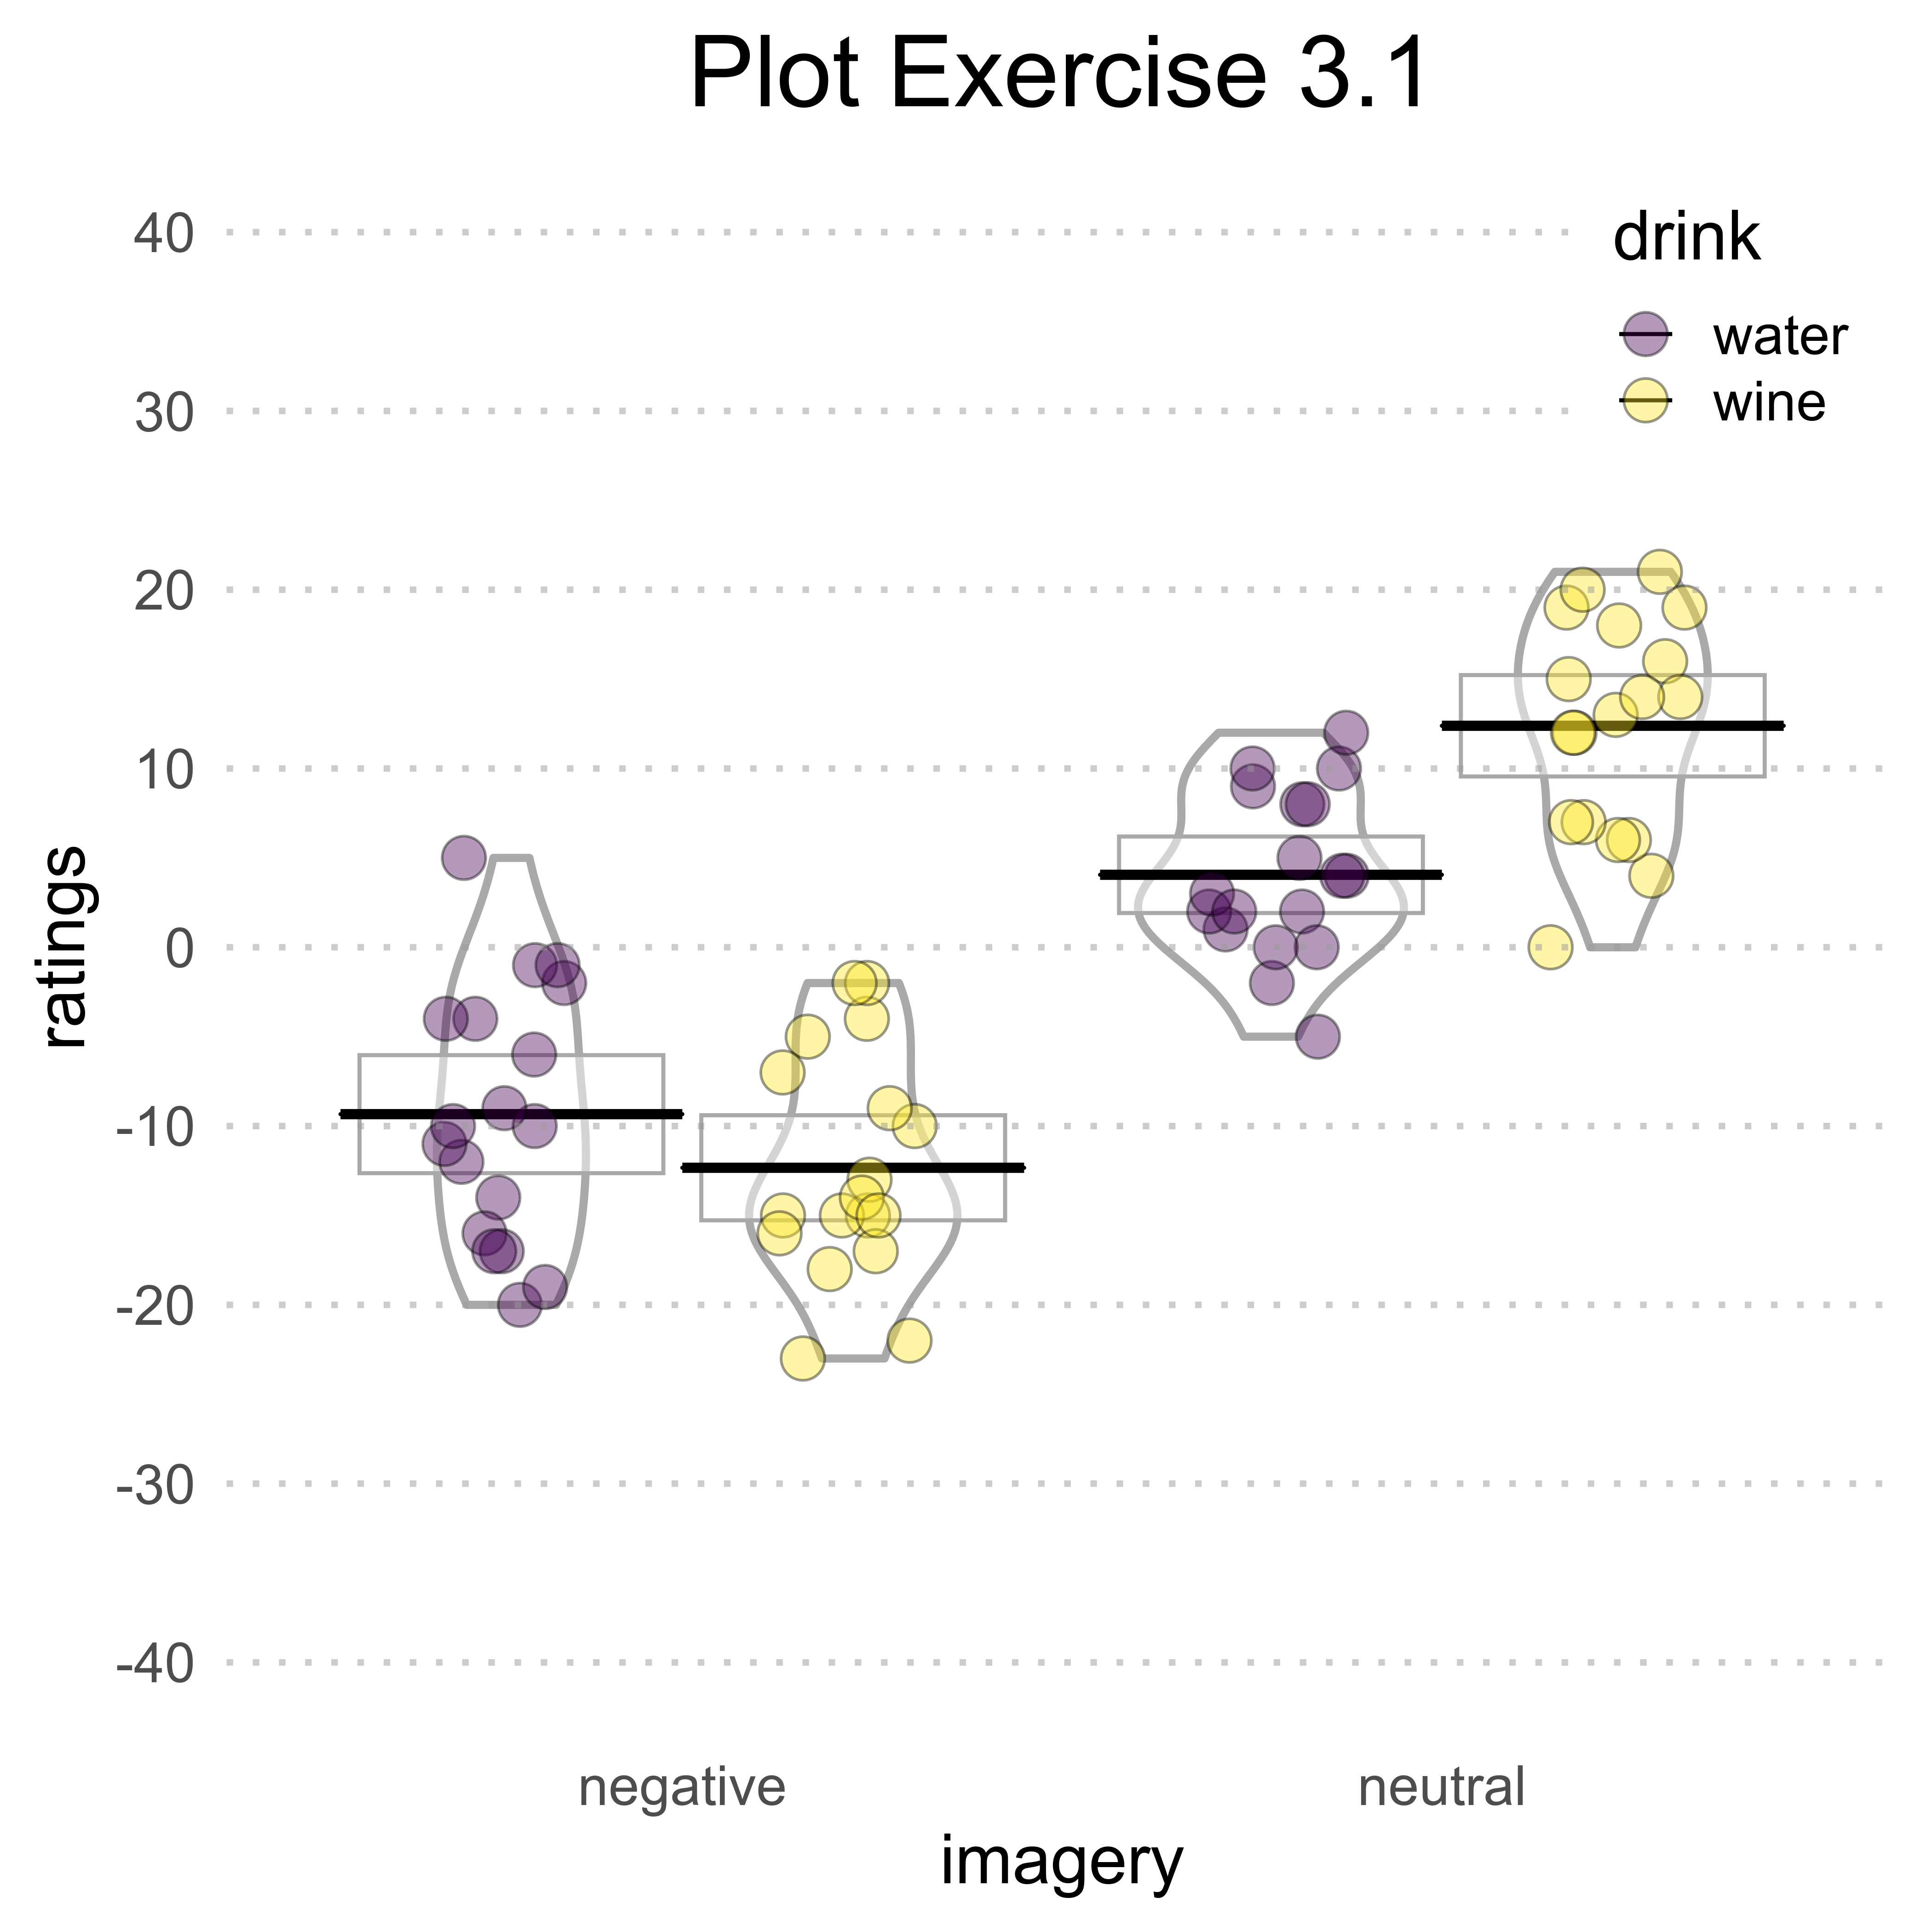 Plot Exercise 3.1
40
30
20
10
0
-10
-20
-30
-40
ratings
drink
water
wine
negative
neutral
imagery